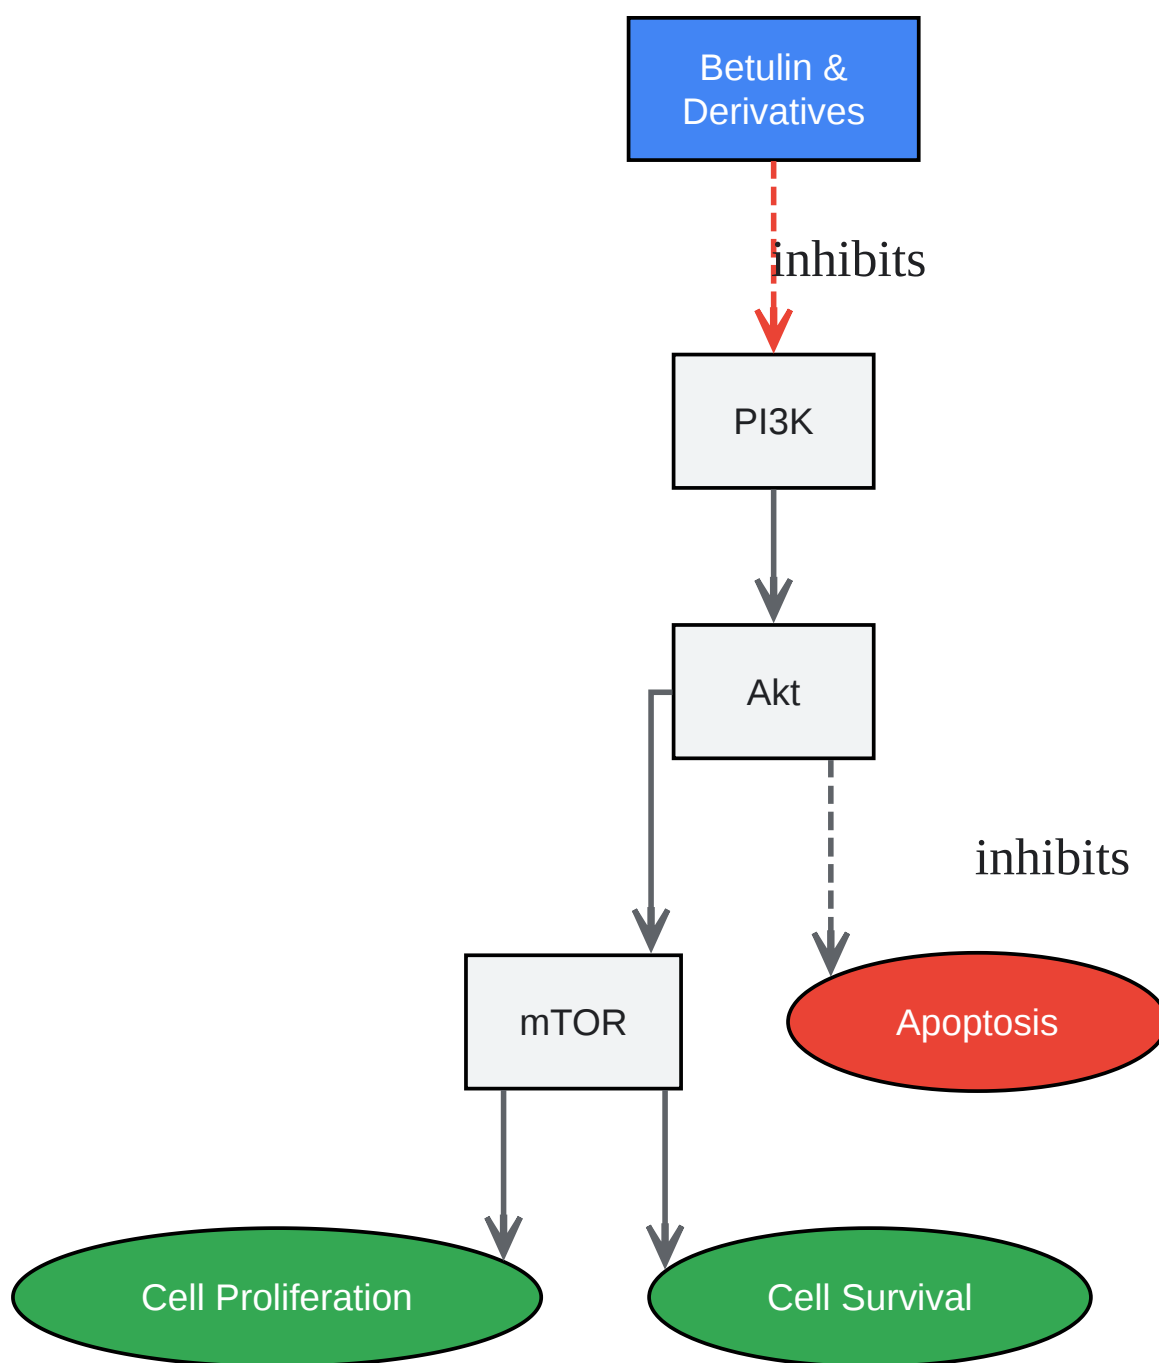 Betulin &
Derivatives
inhibits
PI3K
Akt
inhibits
mTOR
Apoptosis
Cell Proliferation
Cell Survival